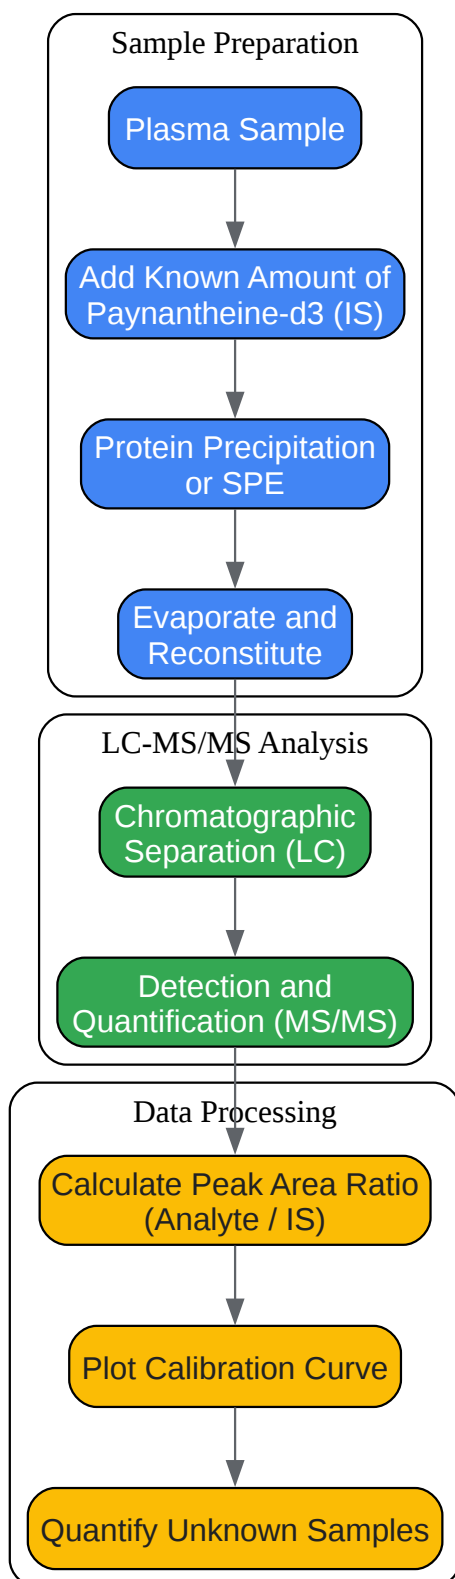 Sample Preparation
Plasma Sample
Add Known Amount of
Paynantheine-d3 (IS)
Protein Precipitation
or SPE
Evaporate and
Reconstitute
LC-MS/MS Analysis
Chromatographic
Separation (LC)
Detection and
Quantification (MS/MS)
Data Processing
Calculate Peak Area Ratio
(Analyte / IS)
Plot Calibration Curve
Quantify Unknown Samples